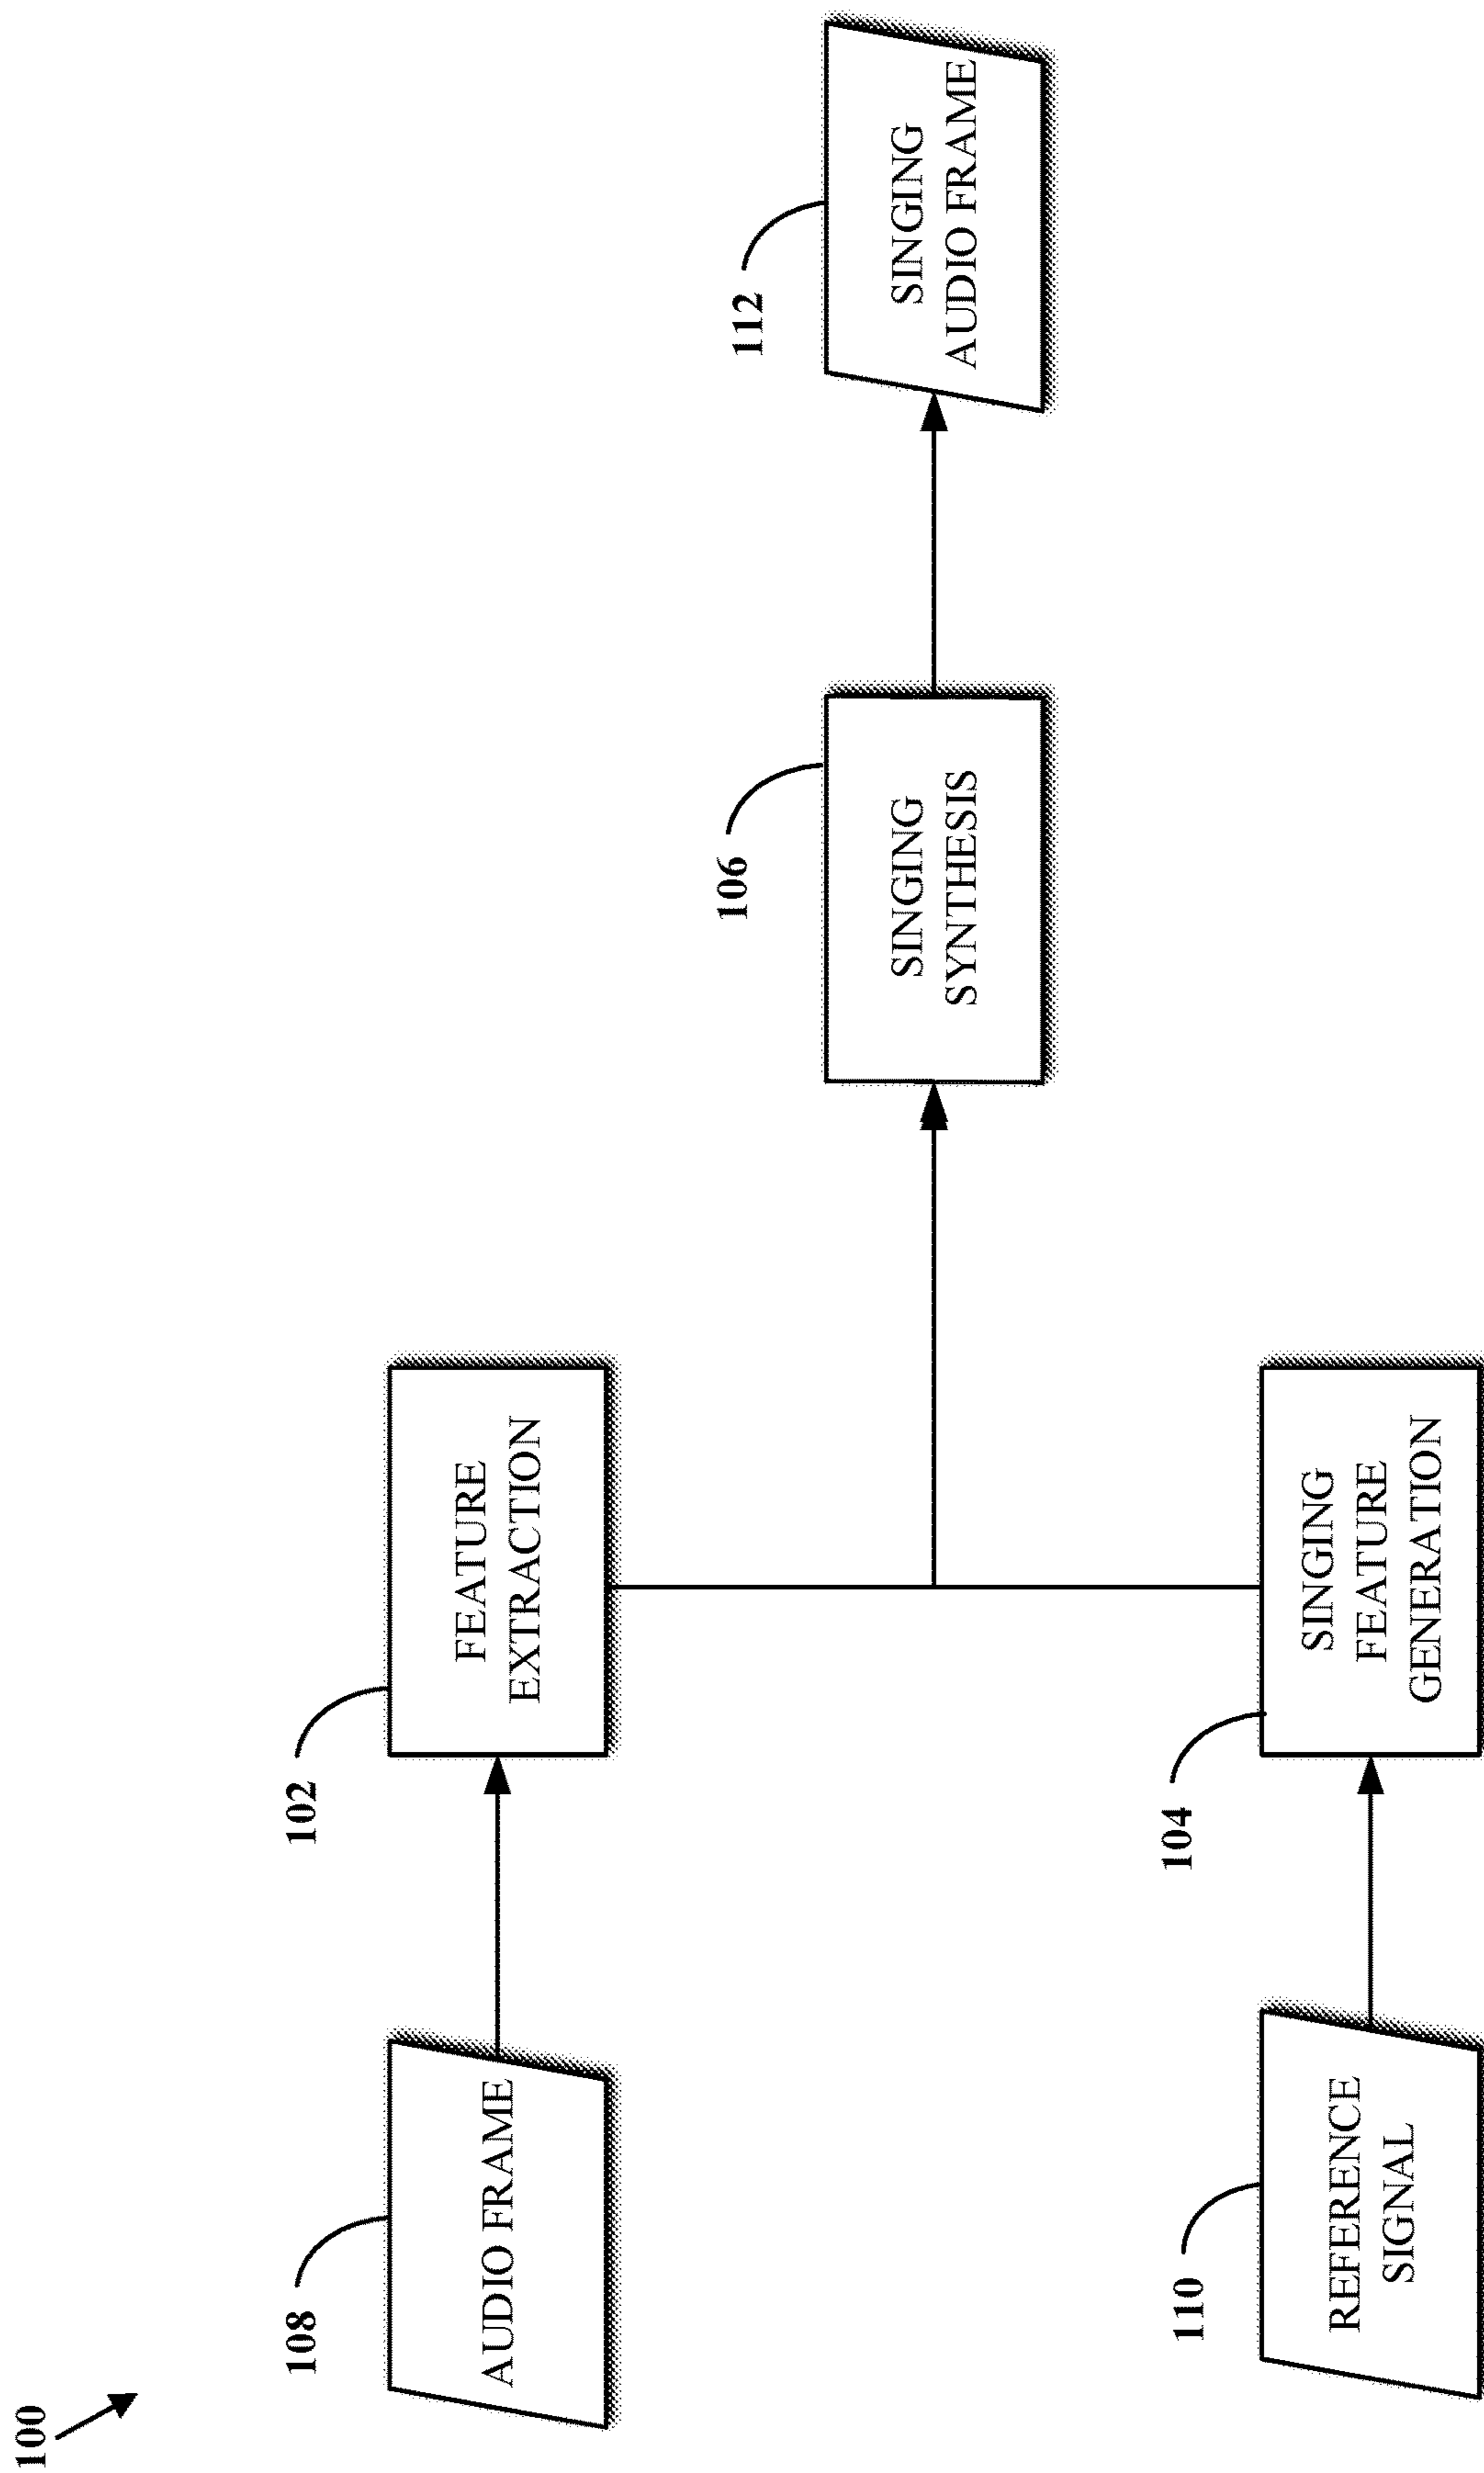 100
108
AUDIO FRAME
102
FEATURE
EXTRACTION
106
SINGING
SYNTHESIS
112
SINGING
AUDIO FRAME
110
REFERENCE
SIGNAL
104
SINGING
FEATURE
GENERATION